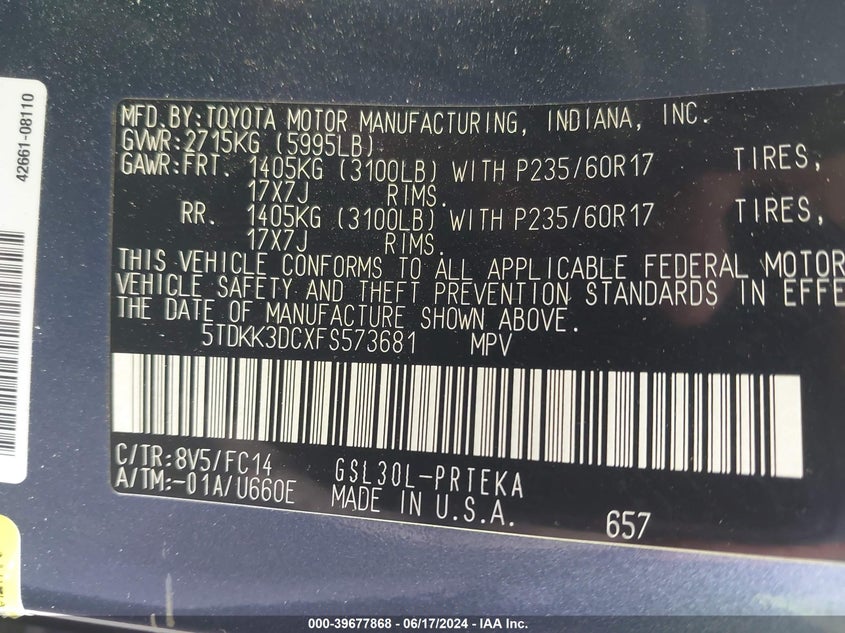 42661-08110
MFD.BY:TOYOTA MOTOR MANUFACTURING, INDIANA, INC.
GVWR:2715KG (5995LB)
GAWR:FRT. 1405KG (3100LB) WITH P235/60R17 TIRES,
17X7J RIMS.
RR. 1405KG (3100LB) WITH P235/60R17 TIRES,
17X7J RIMS.
THIS VEHICLE CONFORMS TO ALL APPLICABLE FEDERAL MOTOR
VEHICLE SAFETY AND THEFT PREVENTION STANDARDS IN EFFE
THE DATE OF MANUFACTURE SHOWN ABOVE.
5TDKK3DCXFS573681 MPV
C/TR:8V5/FC14 GSL30L-PRTEKA
A/TM:-01A/U660E MADE IN U.S.A.
657
000-39677868 - 06/17/2024 - IAA Inc.